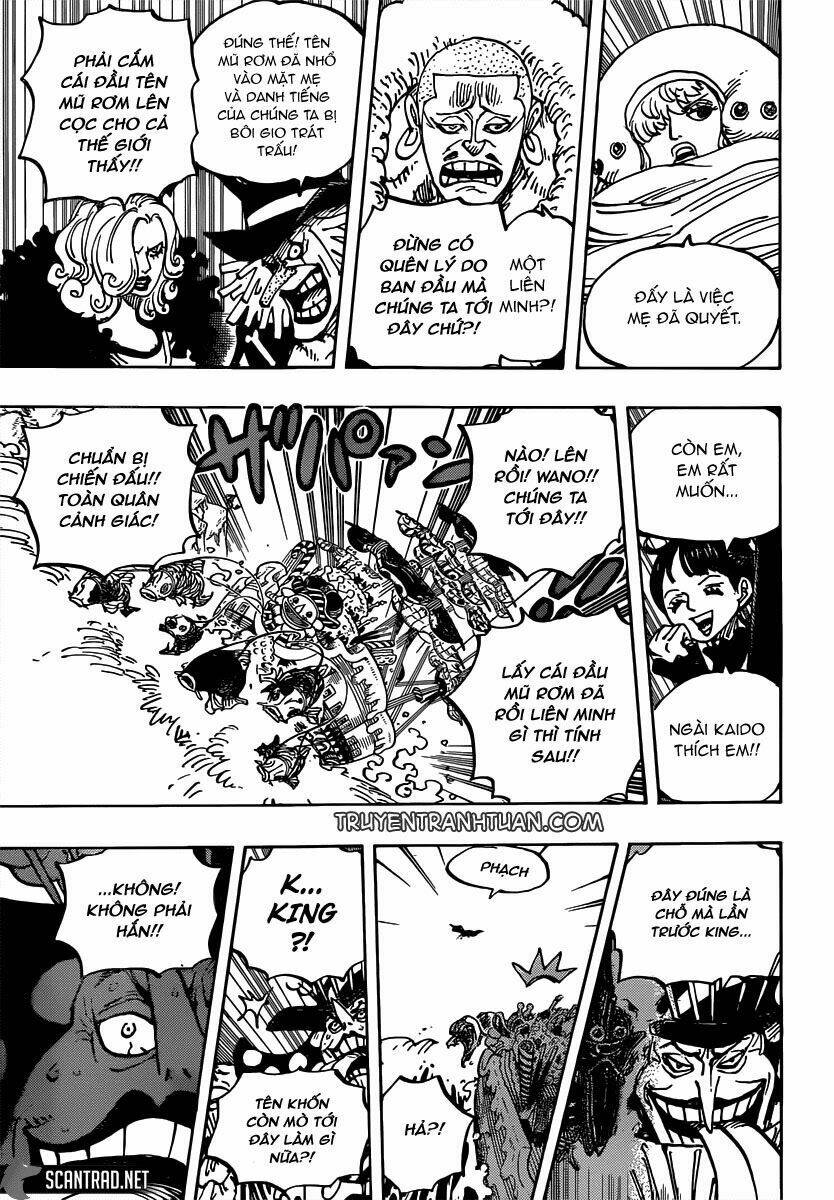 ĐẤY LÀ VIỆC
MẸ ĐÃ QUYẾT.
MỘT
LIÊN
MINH?!
ĐỪNG CÓ
QUÊN LÝ DO
BAN ĐẦU MÀ
CHÚNG TA TỚI
ĐÂY CHỨ?!
ĐÚNG THẾ! TÊN
MŨ RƠM ĐÃ NHỔ
VÀO MẶT MẸ
VÀ DANH TIẾNG
CỦA CHÚNG TA BỊ
BÔI GIO TRÁT
TRẤU!
PHẢI CẮM
CÁI ĐẦU TÊN
MŨ RƠM LÊN
CỌC CHO CẢ
THẾ GIỚI
THẤY!!
CÒN EM,
EM RẤT
MUỐN...
NGÀI KAIDO
THÍCH EM!!
NÀO! LÊN
RỒI! WANO!!
CHÚNG TA
TỚI ĐÂY!!
LẤY CÁI ĐẦU
MŨ RƠM ĐÃ
RỒI LIÊN MINH
GÌ THÌ TÍNH
SAU!!
ザパァン
CHUẨN BỊ
CHIẾN ĐẤU!!
TOÀN QUÂN
CẢNH GIÁC!
TRUYENTRANHTUAN.COM
ĐÂY ĐÚNG LÀ
CHỖ MÀ LẦN
TRƯỚC KING...
PHẠCH
HẢ?!
K...
KING
?!
TÊN KHỐN
CÒN MÒ TỚI
ĐÂY LÀM GÌ
NỮA?!
...KHÔNG!
KHÔNG PHẢI
HẮN!!
SCANTRAD.NET